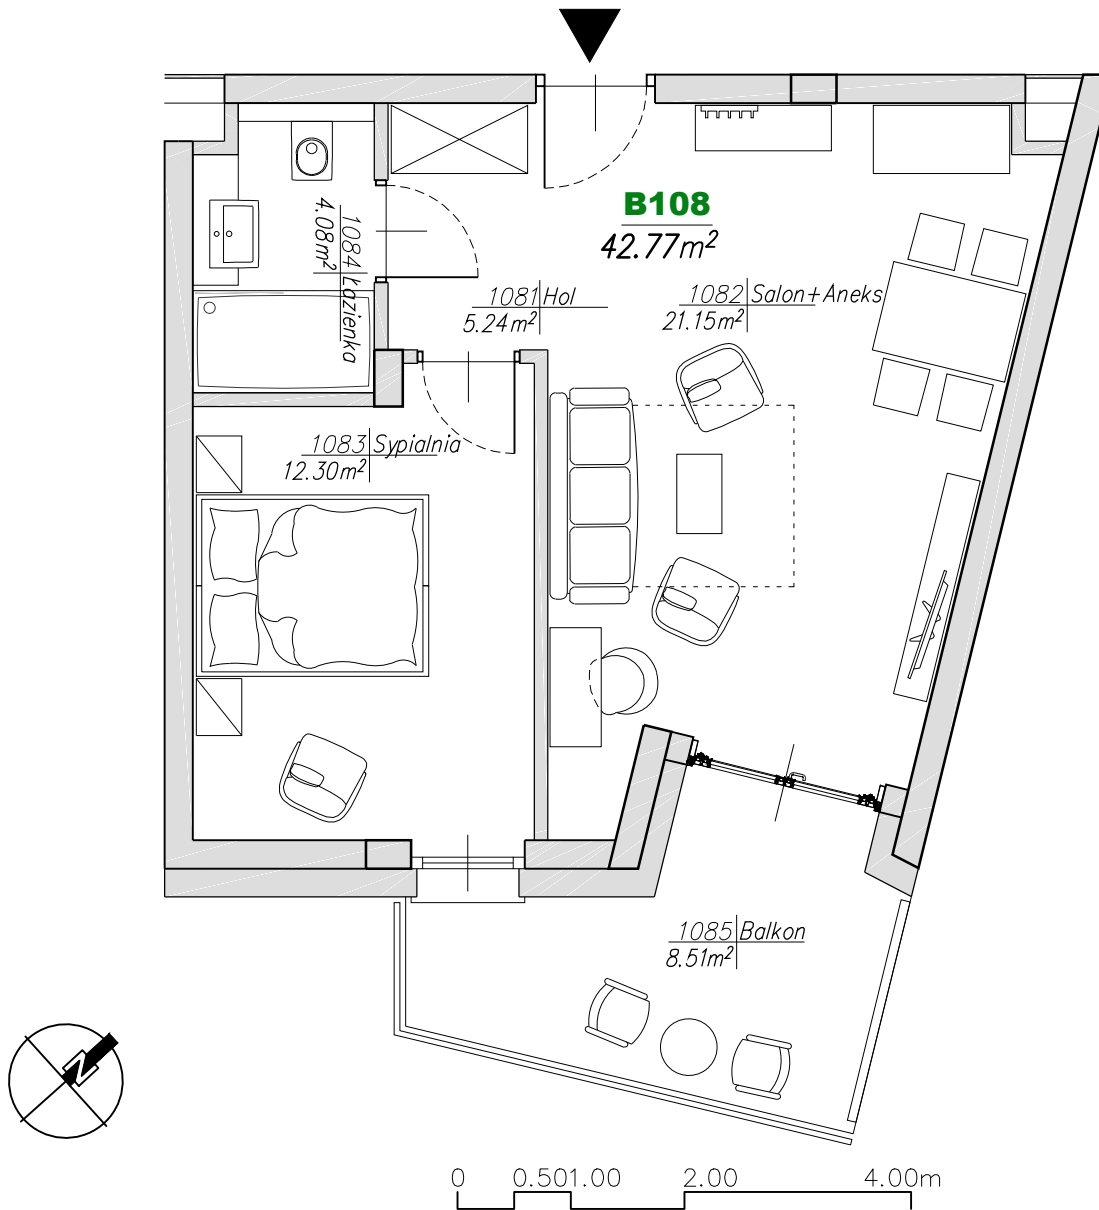 B108
42.77m²
1084 Łazienka
4.08m²
1081 Hol
5.24m²
1082 Salon+Aneks
21.15m²
1083 Sypialnia
12.30m²
1085 Balkon
8.51m²
N
0 0.50 1.00 2.00 4.00m